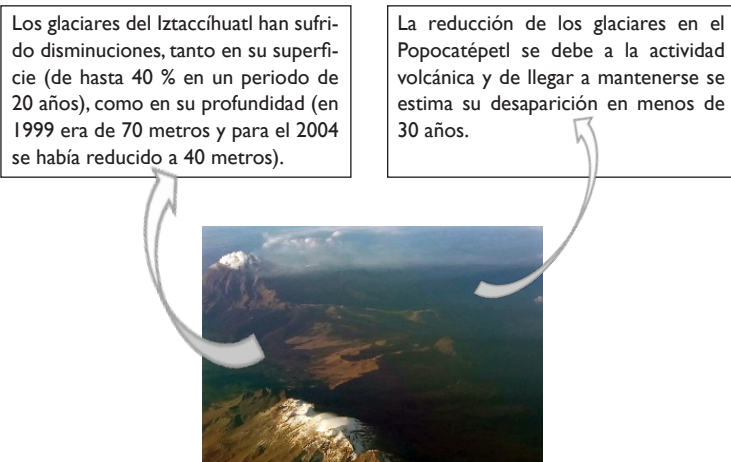 Los glaciares del Iztaccíhuatl han sufri-
do disminuciones, tanto en su superfi-
cie (de hasta 40 % en un periodo de
20 años), como en su profundidad (en
1999 era de 70 metros y para el 2004
se había reducido a 40 metros).
La reducción de los glaciares en el
Popocatépetl se debe a la actividad
volcánica y de llegar a mantenerse se
estima su desaparición en menos de
30 años.